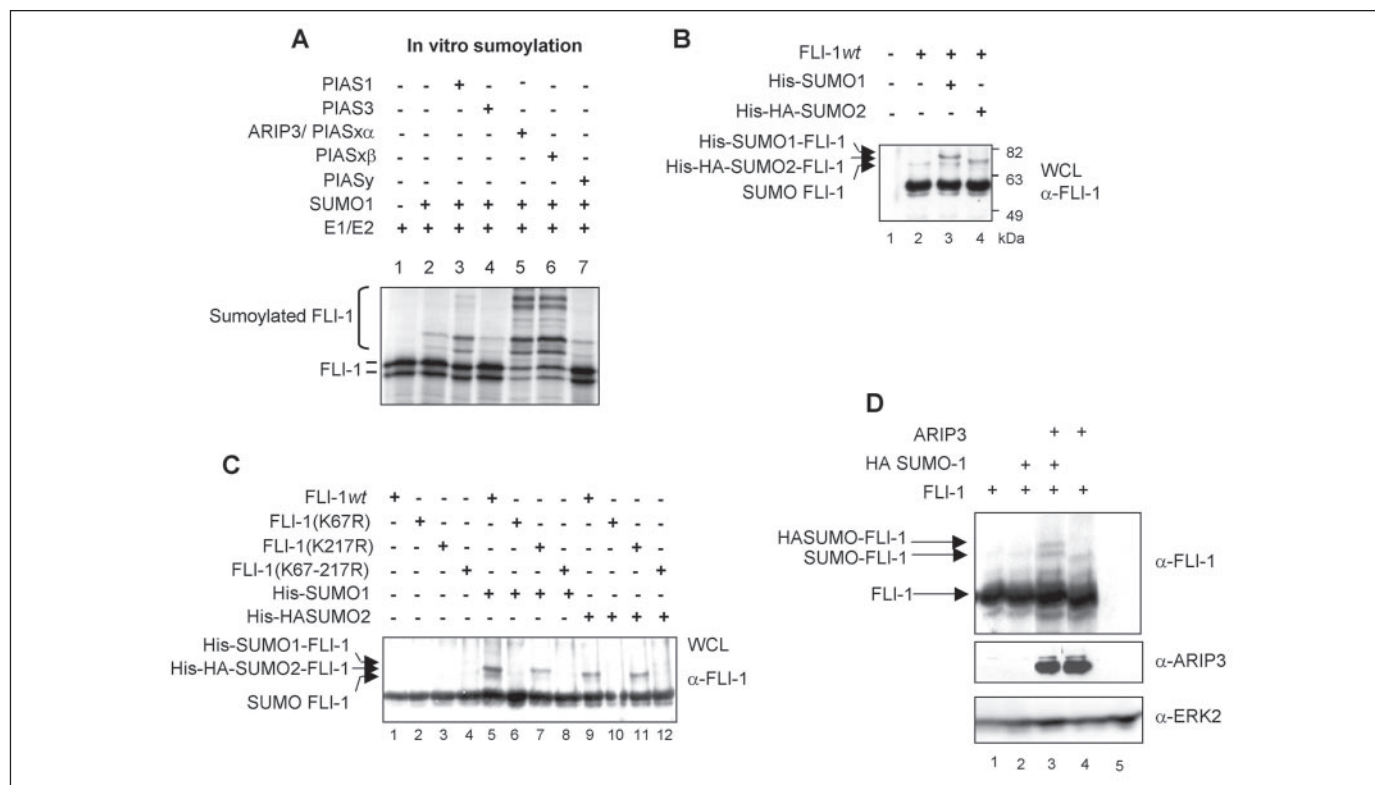 A
In vitro sumoylation
PIAS1 - - + - - - -
PIAS3 - - - + - - -
ARIP3/ PIASxα - - - - + - -
PIASxβ - - - - - + -
PIASy - - - - - - +
SUMO1 - + + + + + +
E1/E2 + + + + + + +
1 2 3 4 5 6 7
Sumoylated FLI-1
FLI-1
B
FLI-1wt - + + +
His-SUMO1 - - + -
His-HA-SUMO2 - - - +
His-SUMO1-FLI-1
His-HA-SUMO2-FLI-1
SUMO FLI-1
82
63
49
WCL
α-FLI-1
1 2 3 4 kDa
C
FLI-1wt + - - - + - - - + - - -
FLI-1(K67R) - + - - - + - - - + - -
FLI-1(K217R) - - + - - - + - - - + -
FLI-1(K67-217R) - - - + - - - + - - - +
His-SUMO1 - - - - + + + + - - - -
His-HASUMO2 - - - - - - - - + + + +
His-SUMO1-FLI-1
His-HA-SUMO2-FLI-1
SUMO FLI-1
WCL
α-FLI-1
1 2 3 4 5 6 7 8 9 10 11 12
D
ARIP3 + +
HA SUMO-1 + +
FLI-1 + + + +
HASUMO-FLI-1
SUMO-FLI-1
FLI-1
α-FLI-1
α-ARIP3
α-ERK2
1 2 3 4 5